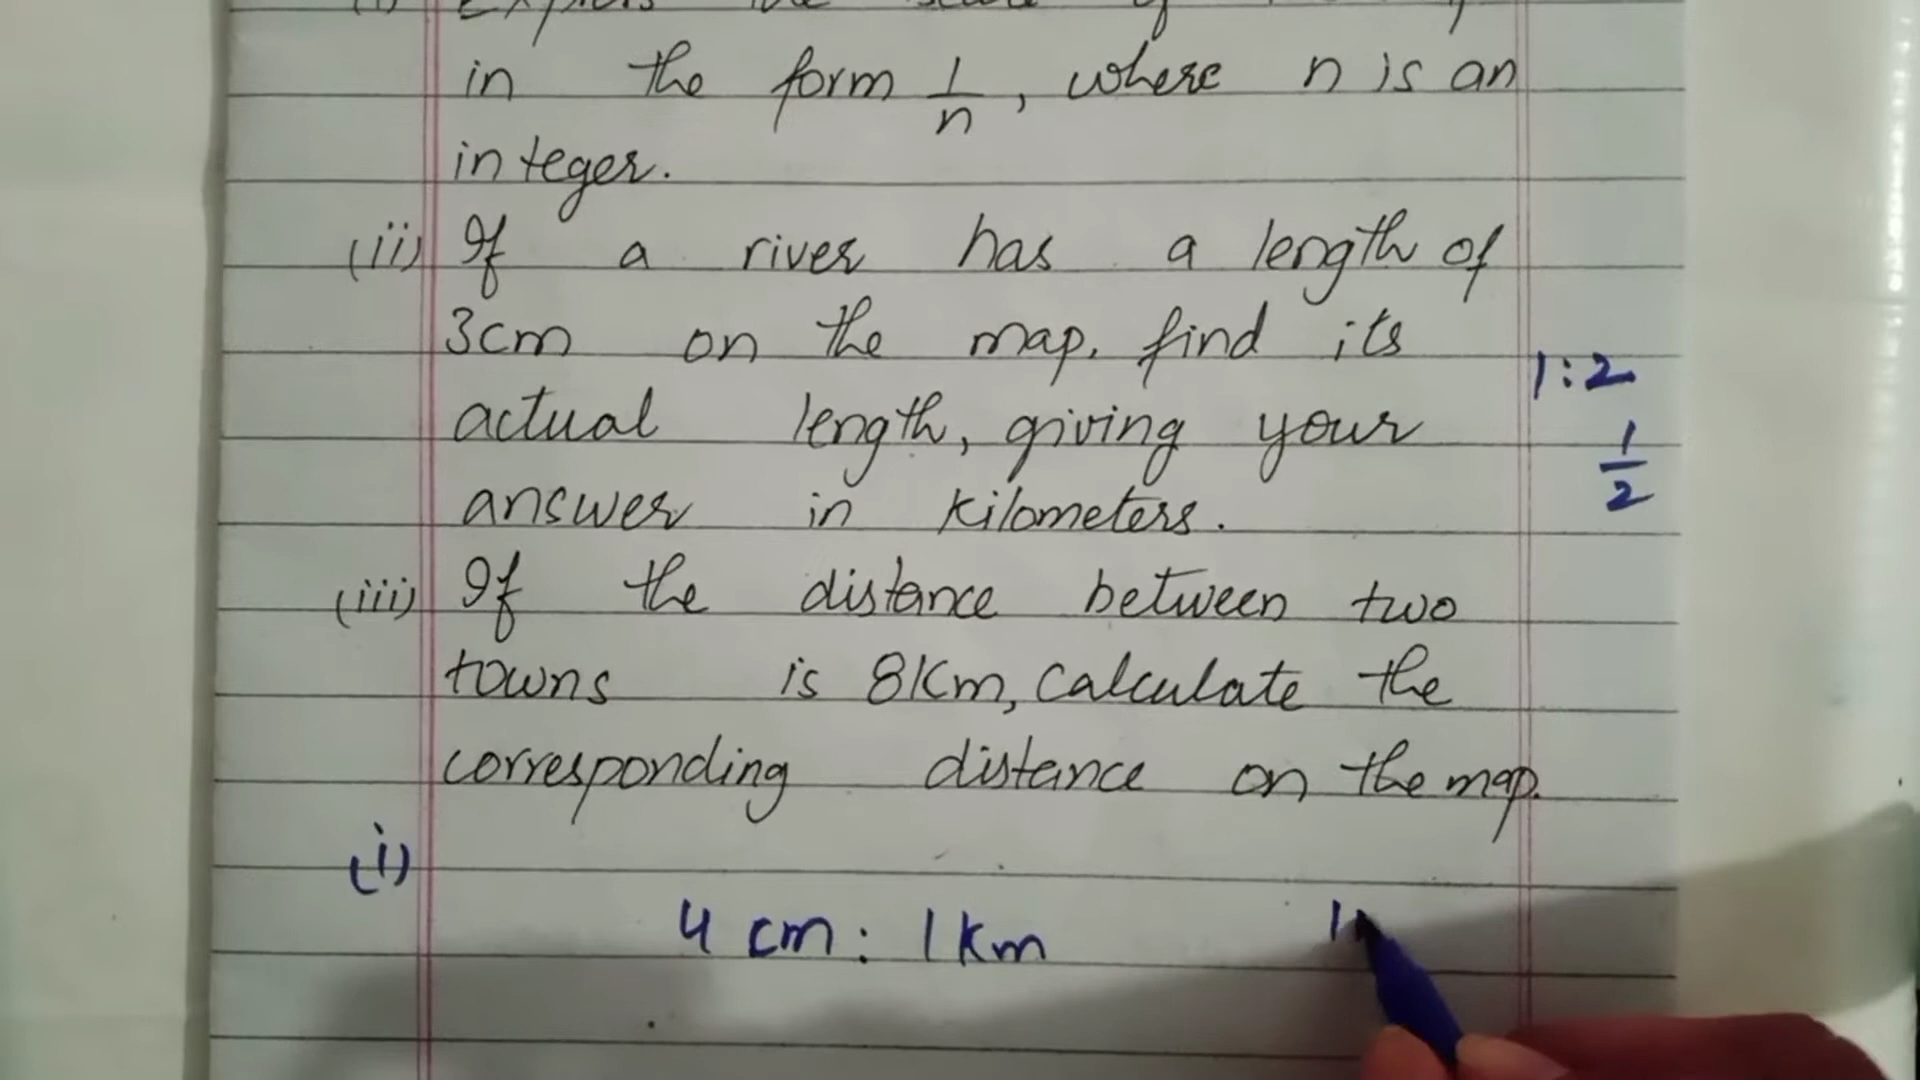 in the form 1/n, where n is an
integer.
(ii) If a river has a length of
3cm on the map. find its
actual length, giving your
answer in kilometers.
1:2
1/2
(iii) If the distance between two
towns is 8Km, calculate the
corresponding distance on the map.
(i)
4 cm : 1 km